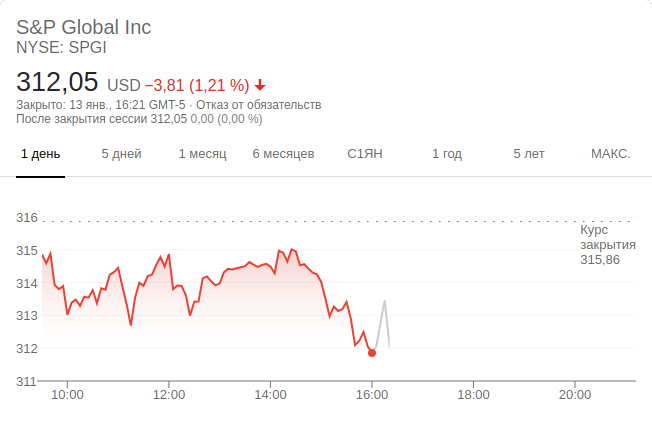 S&P Global Inc
NYSE: SPGI
312,05 USD −3,81 (1,21 %)
Закрыто: 13 янв., 16:21 GMT-5 · Отказ от обязательств
После закрытия сессии 312,05 0,00 (0,00 %)
1 день 5 дней 1 месяц 6 месяцев С1ЯН 1 год 5 лет МАКС.
316
Курс
закрытия
315,86
315
314
313
312
311
10:00 12:00 14:00 16:00 18:00 20:00